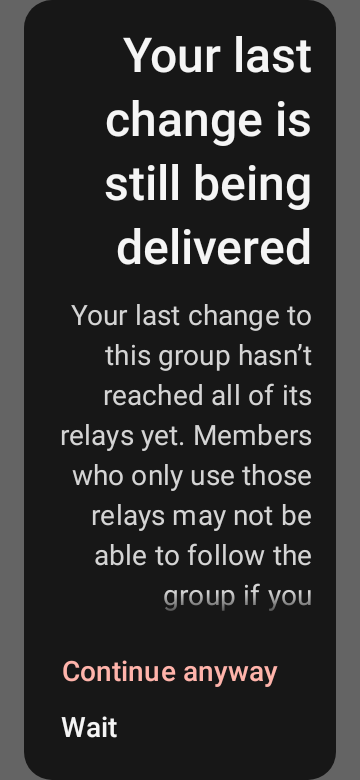 Your last
change is
still being
delivered
Your last change to
this group hasn’t
reached all of its
relays yet. Members
who only use those
relays may not be
able to follow the
group if you
Continue anyway
Wait